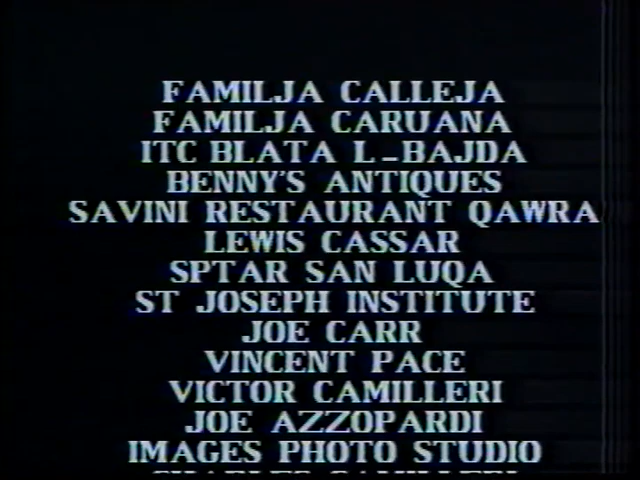 FAMILJA CALLEJA
FAMILJA CARUANA
ITC BLATA L-BAJDA
BENNY'S ANTIQUES
SAVINI RESTAURANT QAWRA
LEWIS CASSAR
SPTAR SAN LUQA
ST JOSEPH INSTITUTE
JOE CARR
VINCENT PACE
VICTOR CAMILLERI
JOE AZZOPARDI
IMAGES PHOTO STUDIO